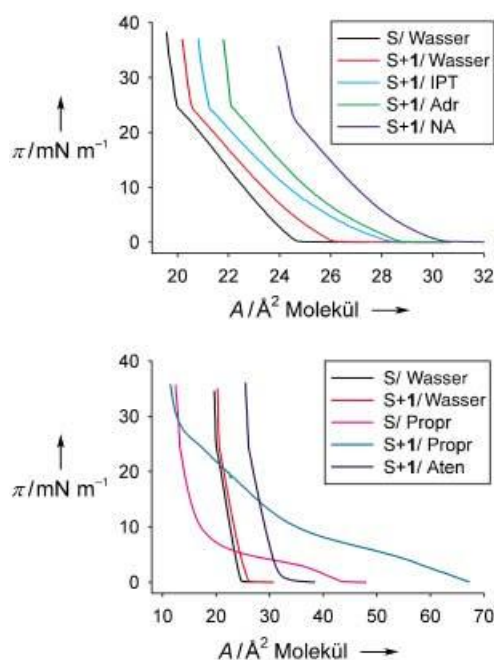 40
30
20
10
0
π/mN m⁻¹
S/ Wasser
S+1/ Wasser
S+1/ IPT
S+1/ Adr
S+1/ NA
20 22 24 26 28 30 32
A/Å² Molekül
40
30
20
10
0
π/mN m⁻¹
S/ Wasser
S+1/ Wasser
S/ Propr
S+1/ Propr
S+1/ Aten
10 20 30 40 50 60 70
A/Å² Molekül